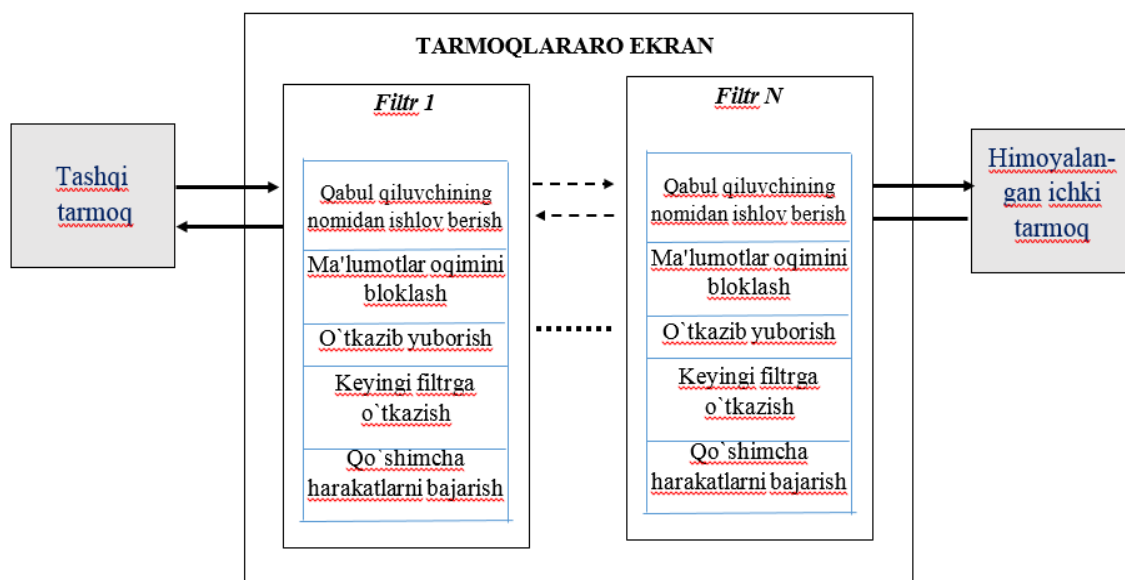 TARMOQLARARO EKRAN
Tashqi
tarmoq
Filtr 1
Qabul qiluvchining
nomidan ishlov berish
Ma'lumotlar oqimini
bloklash
O`tkazib yuborish
Keyingi filtrga
o`tkazish
Qo`shimcha
harakatlarni bajarish
Filtr N
Qabul qiluvchining
nomidan ishlov berish
Ma'lumotlar oqimini
bloklash
O`tkazib yuborish
Keyingi filtrga
o`tkazish
Qo`shimcha
harakatlarni bajarish
Himoyalan-
gan ichki
tarmoq